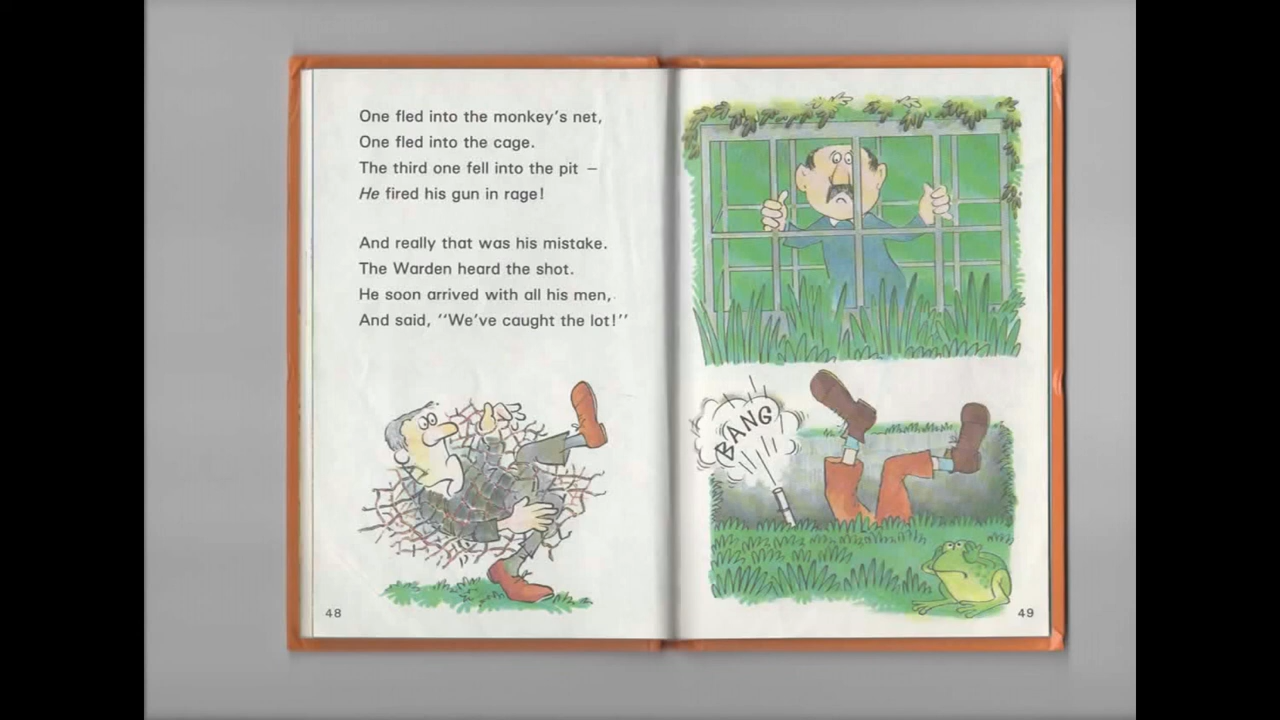 One fled into the monkey's net,
One fled into the cage.
The third one fell into the pit –
He fired his gun in rage!
And really that was his mistake.
The Warden heard the shot.
He soon arrived with all his men,
And said, "We've caught the lot!"
BANG
48
49